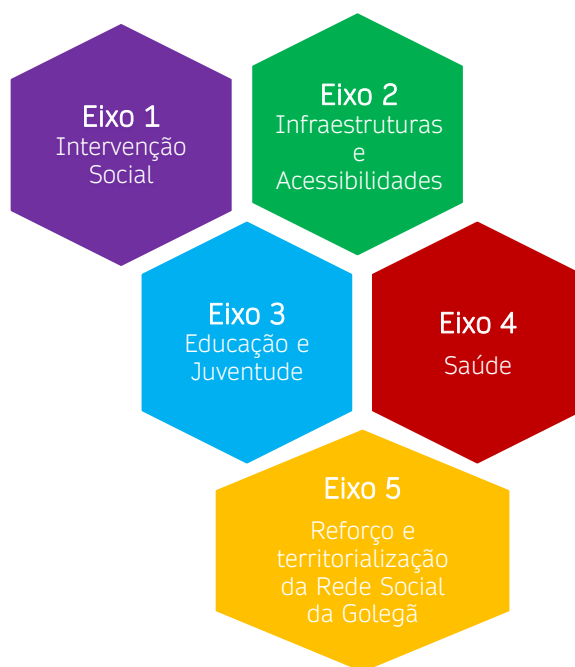 Eixo 1
Intervenção
Social
Eixo 2
Infraestruturas
e
Acessibilidades
Eixo 3
Educação e
Juventude
Eixo 4
Saúde
Eixo 5
Reforço e
territorialização
da Rede Social
da Golegã